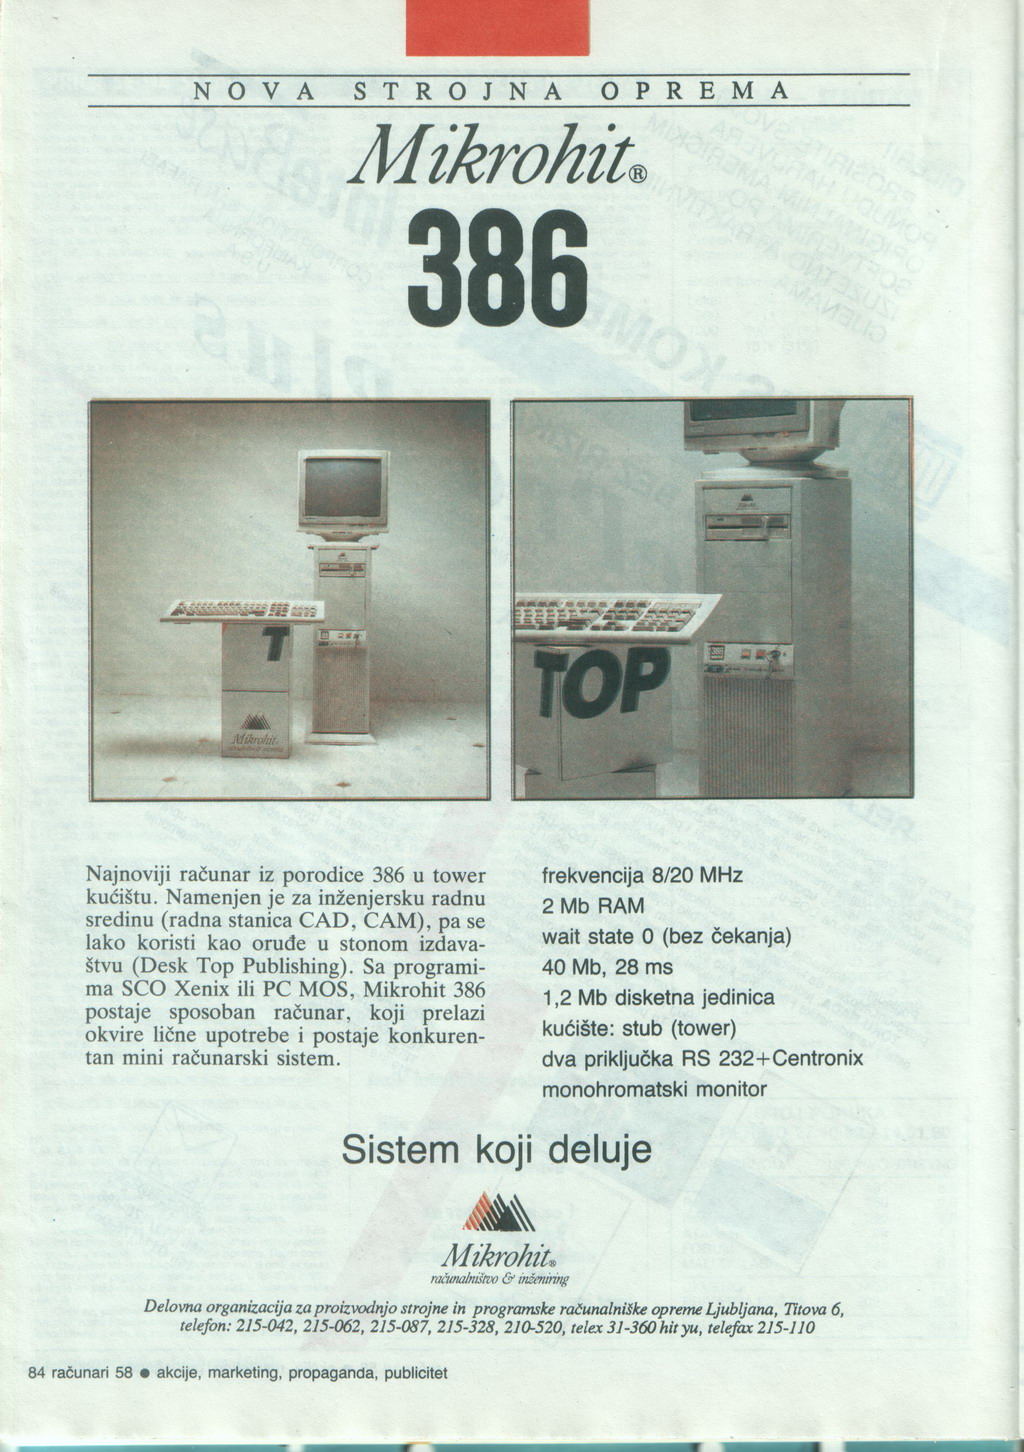 NOVA STROJNA OPREMA
Mikrohit®
386
T
Mikrohit
TOP
386
Najnoviji računar iz porodice 386 u tower
kućištu. Namenjen je za inženjersku radnu
sredinu (radna stanica CAD, CAM), pa se
lako koristi kao oruđe u stonom izdava-
štvu (Desk Top Publishing). Sa programi-
ma SCO Xenix ili PC MOS, Mikrohit 386
postaje sposoban računar, koji prelazi
okvire lične upotrebe i postaje konkuren-
tan mini računarski sistem.
frekvencija 8/20 MHz
2 Mb RAM
wait state 0 (bez čekanja)
40 Mb, 28 ms
1,2 Mb disketna jedinica
kućište: stub (tower)
dva priključka RS 232+Centronix
monohromatski monitor
Sistem koji deluje
Mikrohit®
računalništvo & inženiring
Delovna organizacija za proizvodnjo strojne in programske računalniške opreme Ljubljana, Titova 6,
telefon: 215-042, 215-062, 215-087, 215-328, 210-520, telex 31-360 hit yu, telefax 215-110
84 računari 58 • akcije, marketing, propaganda, publicitet